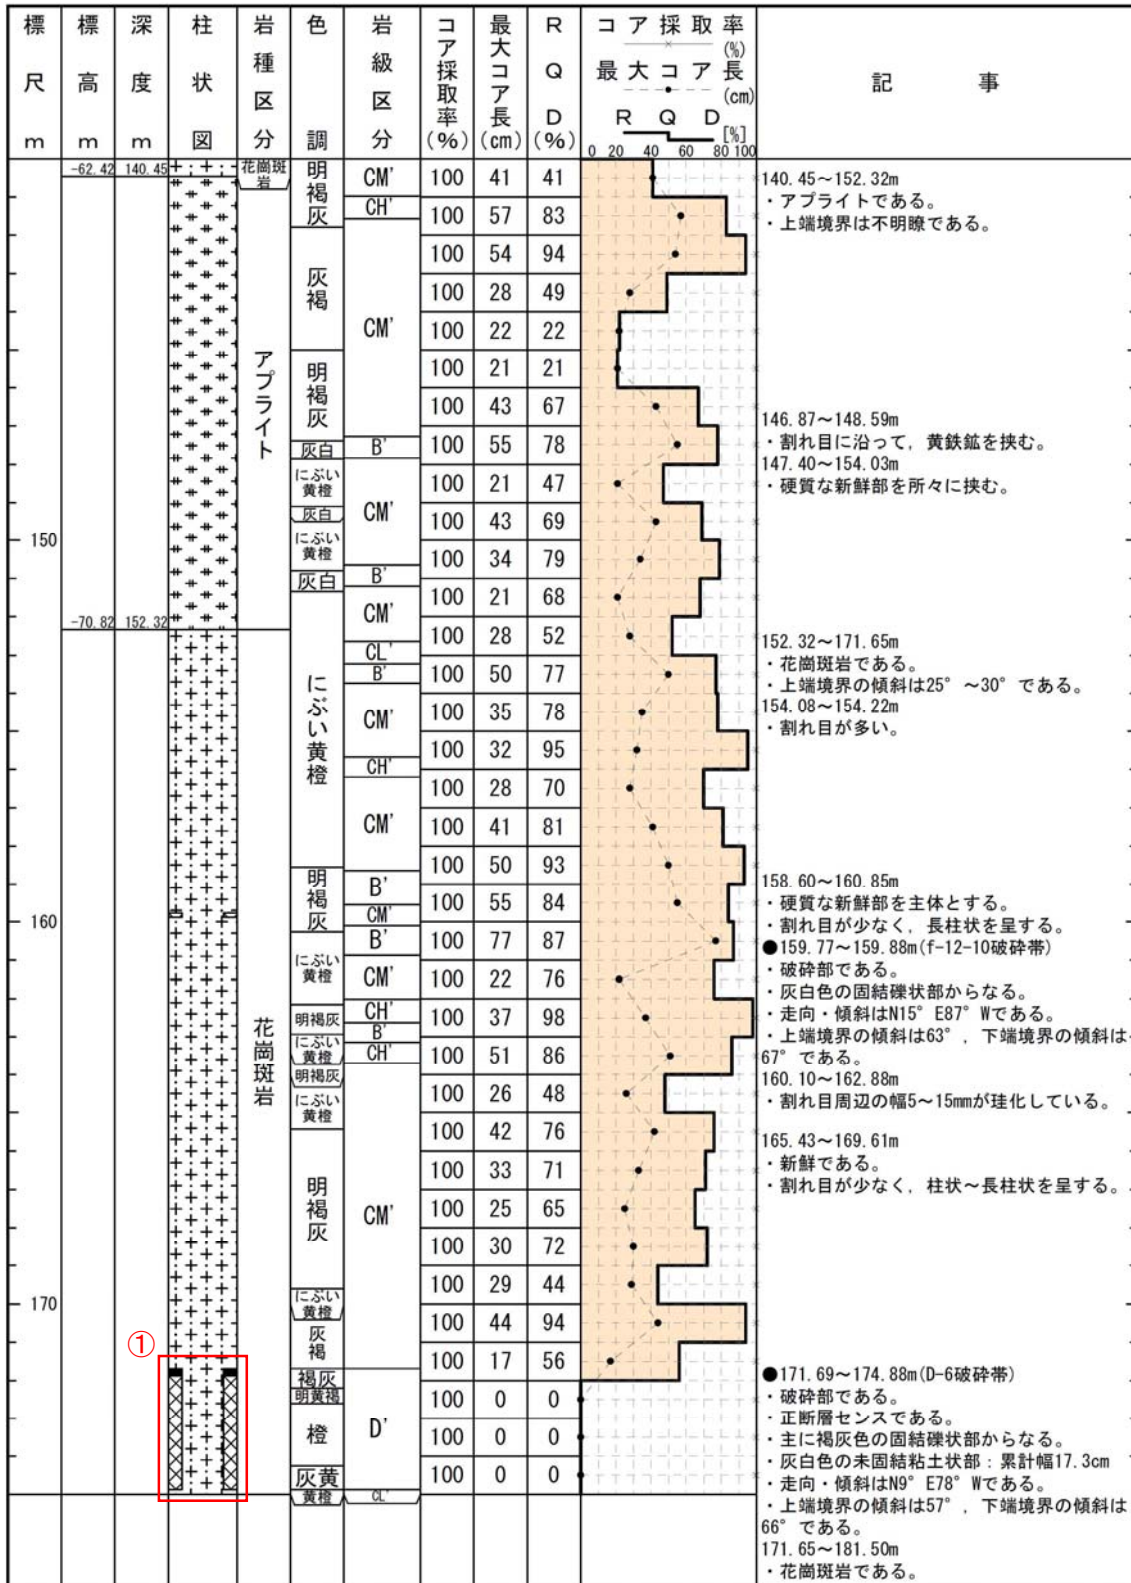 標尺m
標高m
深度m
柱状図
岩種区分
色調
岩級区分
コア採取率(%)
最大コア長(cm)
RQD(%)
コア採取率
(%)
最大コア長
(cm)
RQD
[%]
0 20 40 60 80 100
記事
-62.42 140.45
-70.82 152.32
150
160
170
①
花崗斑岩
アプライト
花崗斑岩
明褐灰
灰褐
明褐灰
灰白
にぶい黄橙
灰白
にぶい黄橙
灰白
にぶい黄橙
明褐灰
にぶい黄橙
明褐灰
にぶい黄橙
明褐灰
にぶい黄橙
明褐灰
にぶい黄橙
灰褐
褐灰
明黄褐
橙
灰黄
黄橙
CM'
CH'
CM'
B'
CM'
B'
CM'
CL'
B'
CM'
CH'
CM'
B'
CM'
B'
CM'
CH'
B'
CH'
CM'
D'
CL'
100 41 41
100 57 83
100 54 94
100 28 49
100 22 22
100 21 21
100 43 67
100 55 78
100 21 47
100 43 69
100 34 79
100 21 68
100 28 52
100 50 77
100 35 78
100 32 95
100 28 70
100 41 81
100 50 93
100 55 84
100 77 87
100 22 76
100 37 98
100 51 86
100 26 48
100 42 76
100 33 71
100 25 65
100 30 72
100 29 44
100 44 94
100 17 56
100 0 0
100 0 0
100 0 0
140.45～152.32m
・アプライトである。
・上端境界は不明瞭である。
146.87～148.59m
・割れ目に沿って，黄鉄鉱を挟む。
147.40～154.03m
・硬質な新鮮部を所々に挟む。
152.32～171.65m
・花崗斑岩である。
・上端境界の傾斜は25°～30°である。
154.08～154.22m
・割れ目が多い。
158.60～160.85m
・硬質な新鮮部を主体とする。
・割れ目が少なく，長柱状を呈する。
●159.77～159.88m(f-12-10破砕帯)
・破砕部である。
・灰白色の固結礫状部からなる。
・走向・傾斜はN15°E87°Wである。
・上端境界の傾斜は63°，下端境界の傾斜は
67°である。
160.10～162.88m
・割れ目周辺の幅5～15mmが珪化している。
165.43～169.61m
・新鮮である。
・割れ目が少なく，柱状～長柱状を呈する。
●171.69～174.88m(D-6破砕帯)
・破砕部である。
・正断層センスである。
・主に褐灰色の固結礫状部からなる。
・灰白色の未固結粘土状部：累計幅17.3cm
・走向・傾斜はN9°E78°Wである。
・上端境界の傾斜は57°，下端境界の傾斜は
66°である。
171.65～181.50m
・花崗斑岩である。